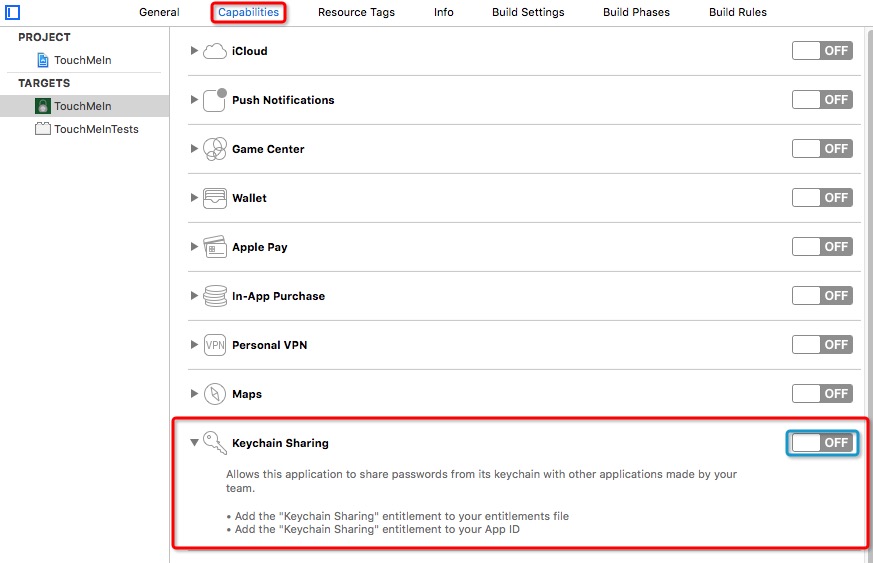 General Capabilities Resource Tags Info Build Settings Build Phases Build Rules
PROJECT
TouchMeIn
TARGETS
TouchMeIn
TouchMeInTests
iCloud OFF
Push Notifications OFF
Game Center OFF
Wallet OFF
Apple Pay OFF
In-App Purchase OFF
VPN Personal VPN OFF
Maps OFF
Keychain Sharing OFF
Allows this application to share passwords from its keychain with other applications made by your
team.
• Add the "Keychain Sharing" entitlement to your entitlements file
• Add the "Keychain Sharing" entitlement to your App ID